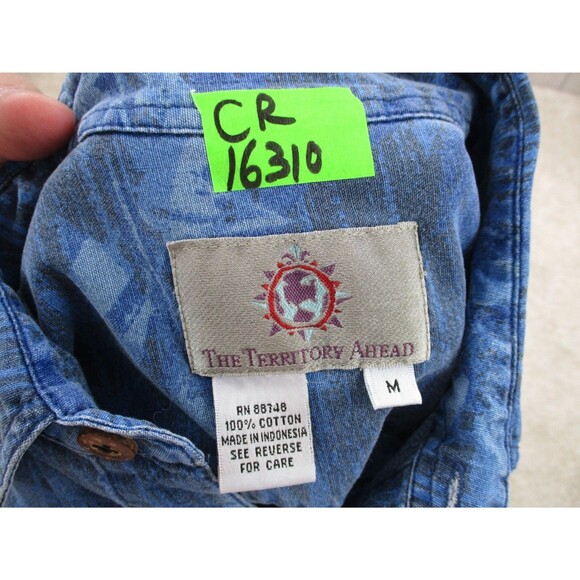 CR
16310
THE TERRITORY AHEAD
M
RN 88748
100% COTTON
MADE IN INDONESIA
SEE REVERSE
FOR CARE